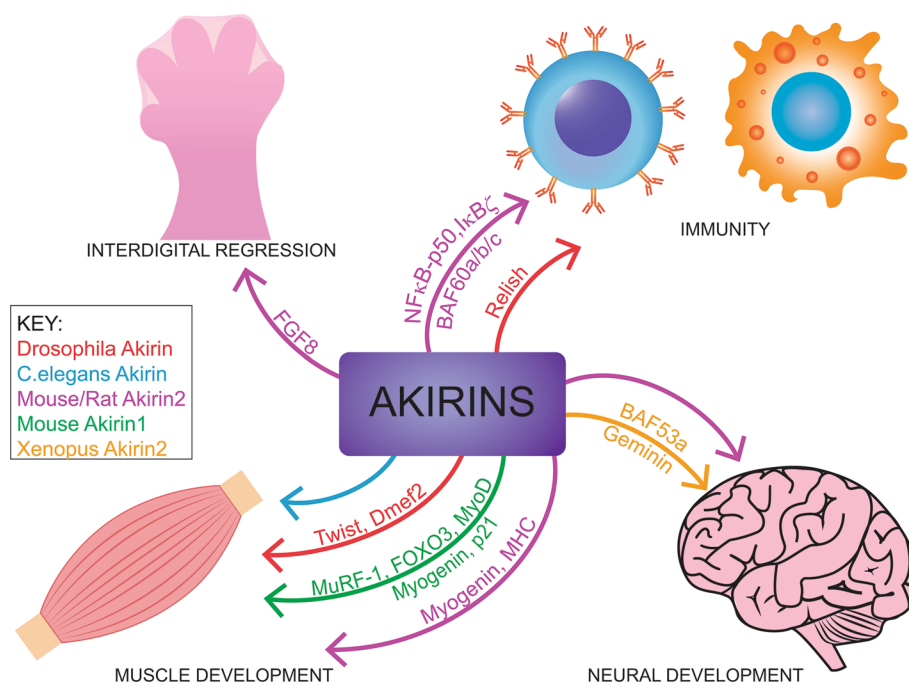 INTERDIGITAL REGRESSION
IMMUNITY
NFκB-p50,IκBζ
BAF60a/b/c
Relish
FGF8
KEY:
Drosophila Akirin
C.elegans Akirin
Mouse/Rat Akirin2
Mouse Akirin1
Xenopus Akirin2
AKIRINS
BAF53a
Geminin
Twist, Dmef2
MuRF-1, FOXO3, MyoD
Myogenin, p21
Myogenin, MHC
MUSCLE DEVELOPMENT
NEURAL DEVELOPMENT